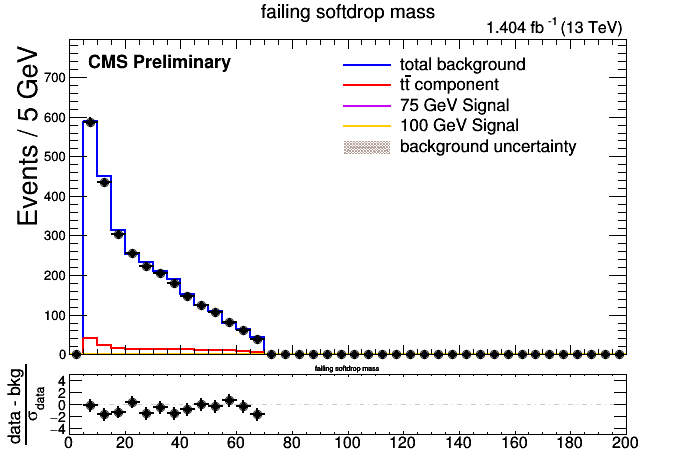 failing softdrop mass
1.404 fb⁻¹ (13 TeV)
CMS Preliminary
Events / 5 GeV
total background
tt̅ component
75 GeV Signal
100 GeV Signal
background uncertainty
700
600
500
400
300
200
100
0
failing softdrop mass
data - bkg
σ data
4
2
0
−2
−4
0 20 40 60 80 100 120 140 160 180 200